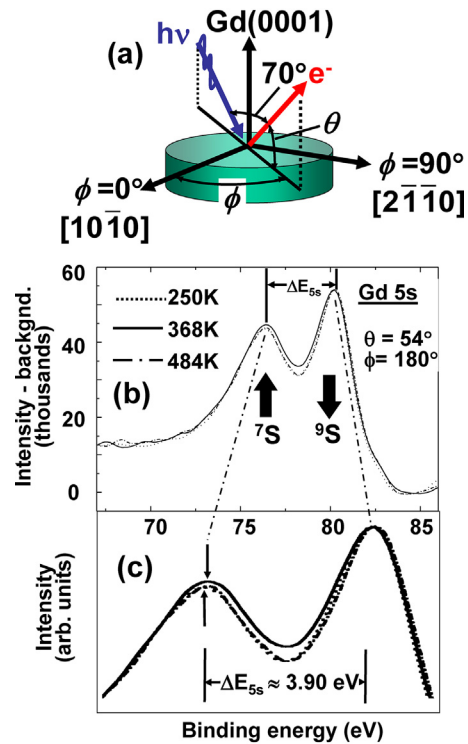 (a)
hν
Gd(0001)
70°
e-
θ
ϕ
ϕ=0°
[101̄0]
ϕ=90°
[21̄1̄0]
60
40
20
0
Intensity - backgnd.
(thousands)
250K
368K
484K
ΔE5s
Gd 5s
θ = 54°
ϕ= 180°
(b)
7S
9S
70
75
80
85
(c)
Intensity
(arb. units)
ΔE5s ≈ 3.90 eV
Binding energy (eV)